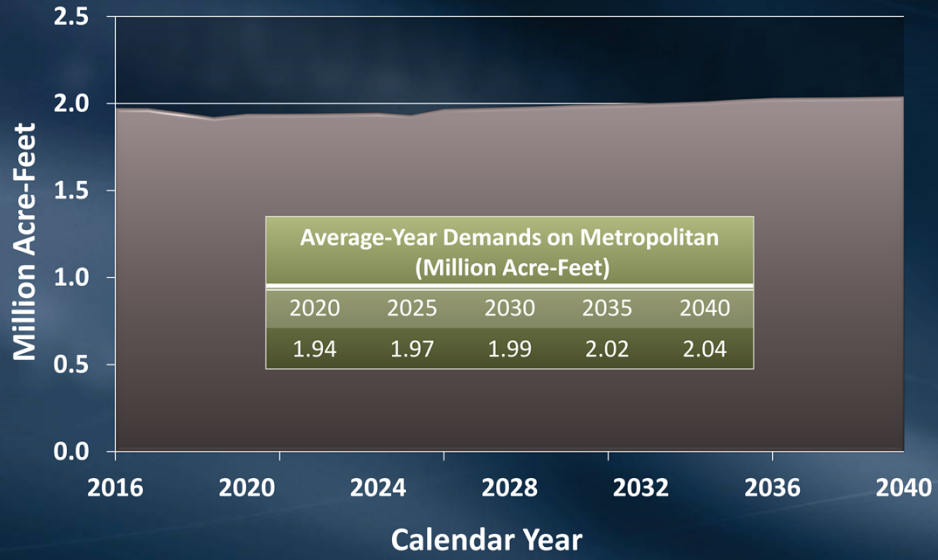 2.5
2.0
1.5
1.0
0.5
0.0
Million Acre-Feet
Average-Year Demands on Metropolitan
(Million Acre-Feet)
2020 2025 2030 2035 2040
1.94 1.97 1.99 2.02 2.04
2016 2020 2024 2028 2032 2036 2040
Calendar Year